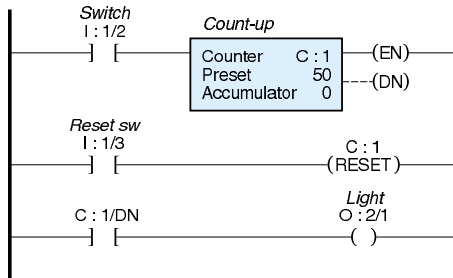 Switch
I : 1/2
Count-up
Counter C : 1
Preset 50
Accumulator 0
(EN)
(DN)
Reset sw
I : 1/3
C : 1
(RESET)
C : 1/DN
Light
O : 2/1